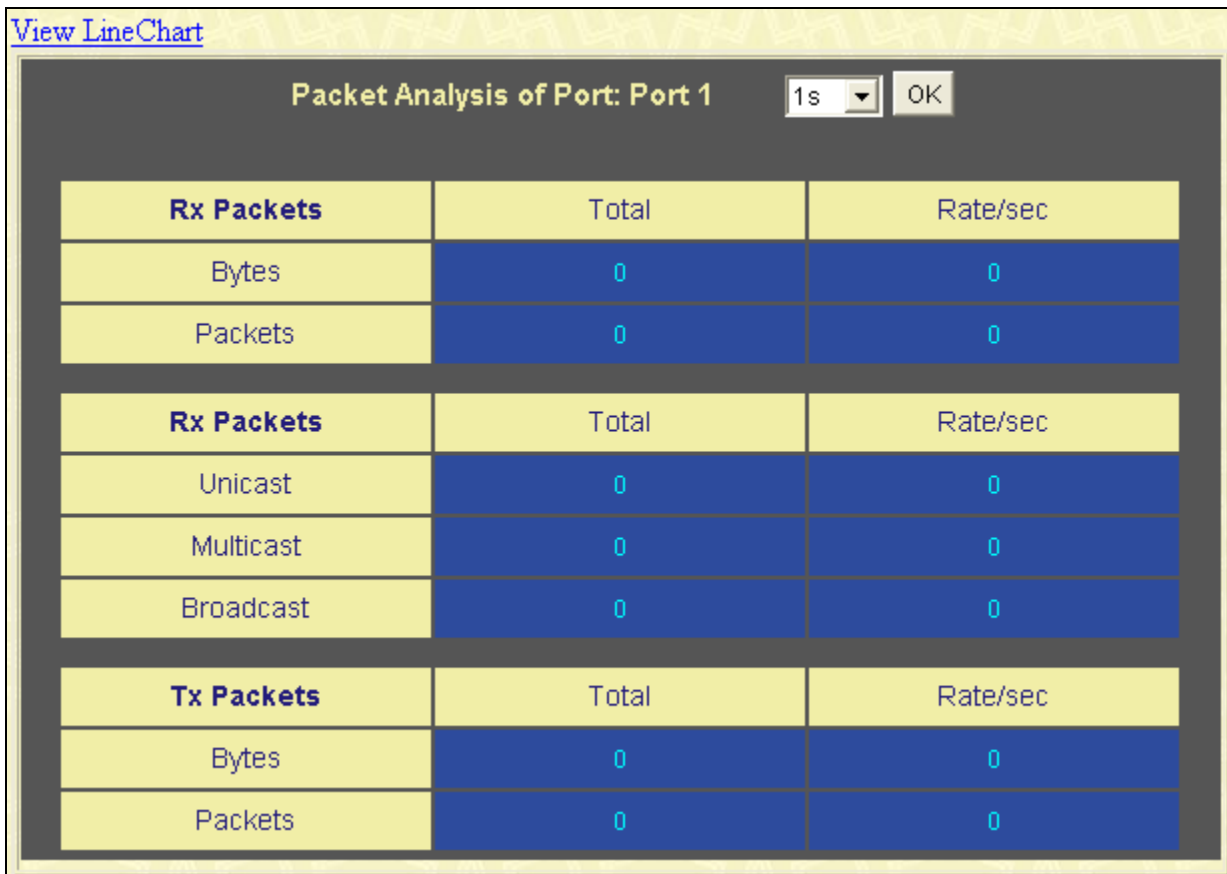 View LineChart
Packet Analysis of Port: Port 1 1s OK
Rx Packets Total Rate/sec
Bytes 0 0
Packets 0 0
Rx Packets Total Rate/sec
Unicast 0 0
Multicast 0 0
Broadcast 0 0
Tx Packets Total Rate/sec
Bytes 0 0
Packets 0 0